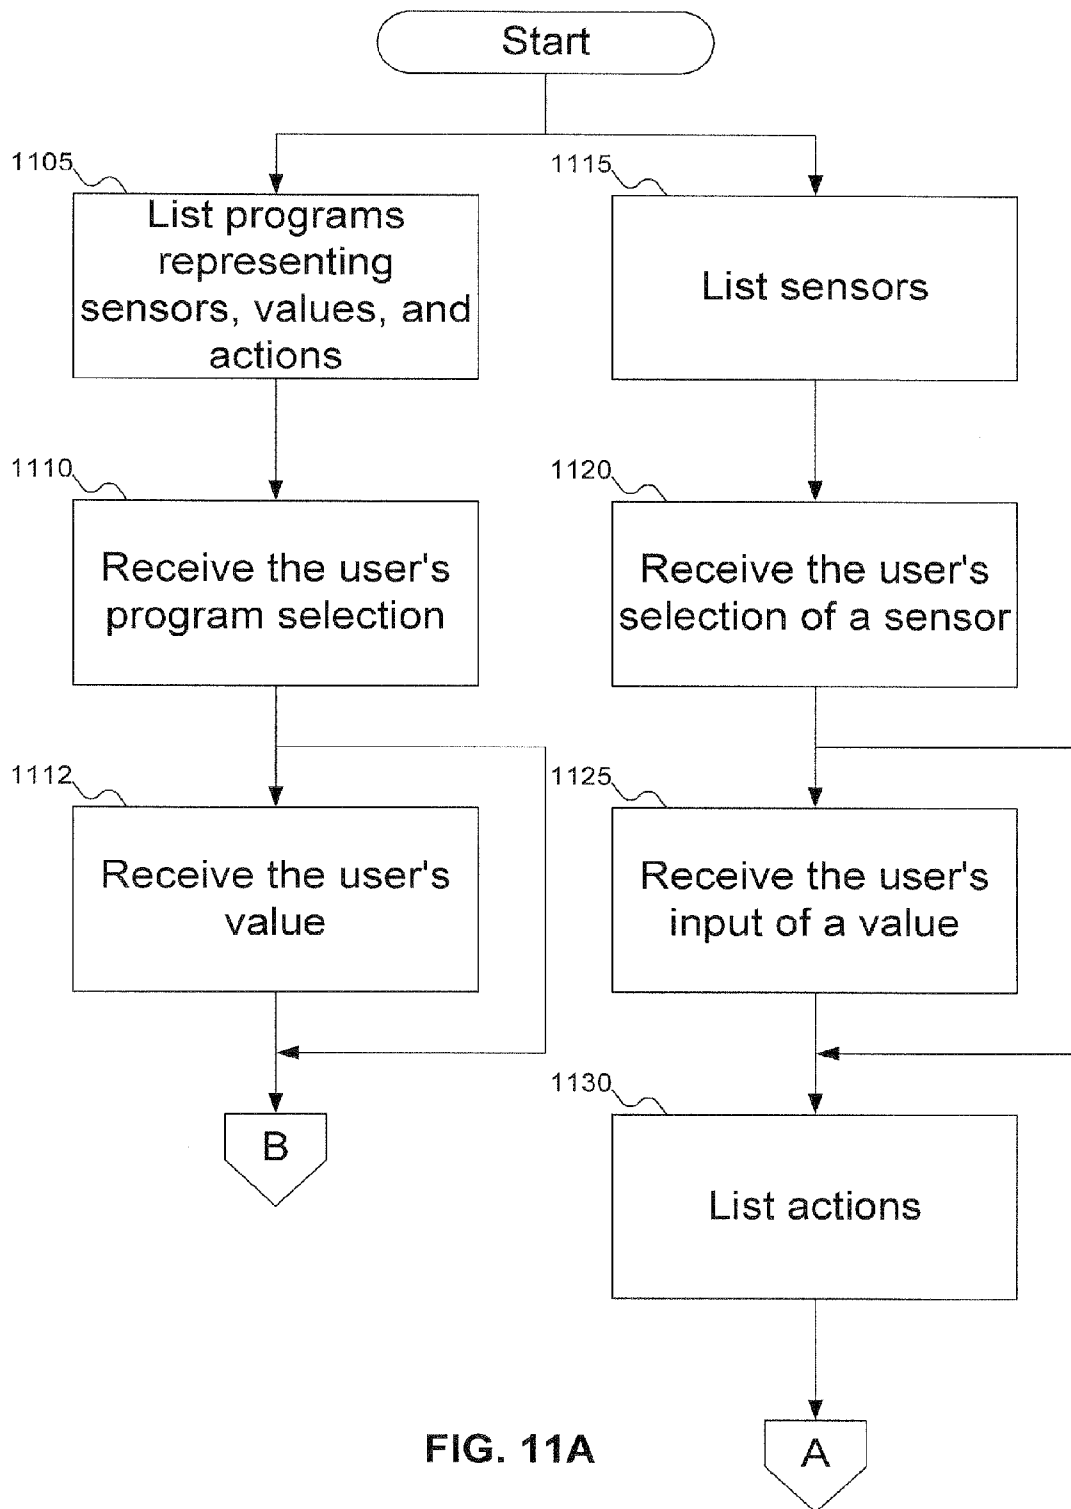 Start
1105
List programs
representing
sensors, values, and
actions
1115
List sensors
1110
Receive the user's
program selection
1120
Receive the user's
selection of a sensor
1112
Receive the user's
value
1125
Receive the user's
input of a value
B
1130
List actions
A
FIG. 11A